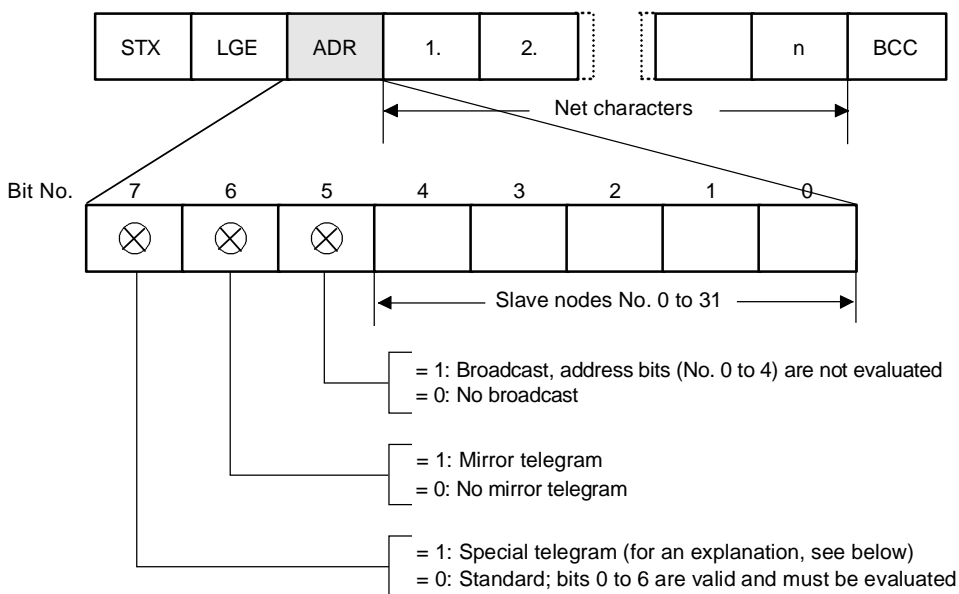 STX LGE ADR 1. 2. n BCC
Net characters
Bit No. 7 6 5 4 3 2 1 0
Slave nodes No. 0 to 31
= 1: Broadcast, address bits (No. 0 to 4) are not evaluated
= 0: No broadcast
= 1: Mirror telegram
= 0: No mirror telegram
= 1: Special telegram (for an explanation, see below)
= 0: Standard; bits 0 to 6 are valid and must be evaluated